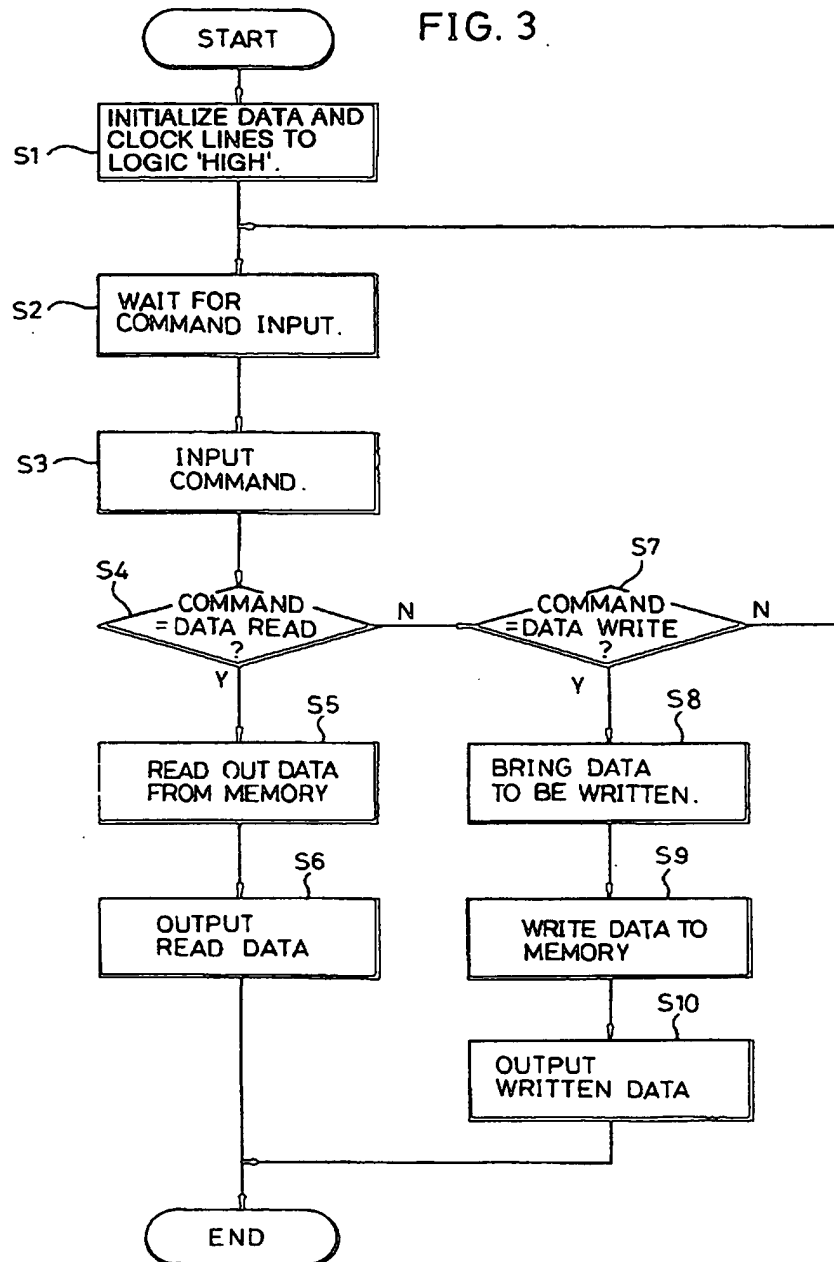 START
FIG. 3
INITIALIZE DATA AND
CLOCK LINES TO
LOGIC 'HIGH'.
S1
S2
WAIT FOR
COMMAND INPUT.
S3
INPUT
COMMAND.
S4
COMMAND
=DATA READ
?
N
Y
S7
COMMAND
=DATA WRITE
?
N
Y
S5
READ OUT DATA
FROM MEMORY
S8
BRING DATA
TO BE WRITTEN.
S6
OUTPUT
READ DATA
S9
WRITE DATA TO
MEMORY
S10
OUTPUT
WRITTEN DATA
END